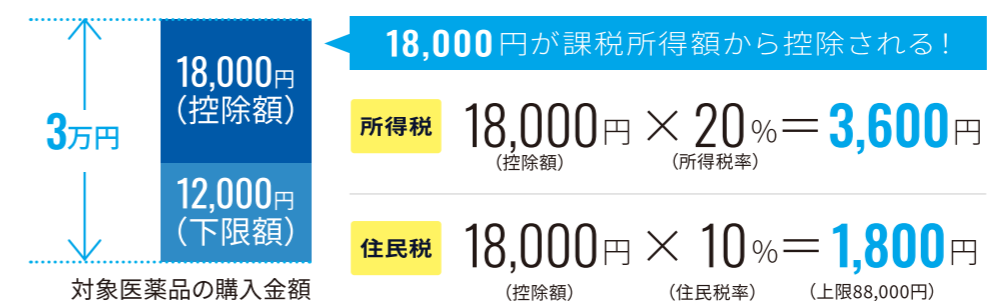 3万円
18,000円
(控除額)
12,000円
(下限額)
対象医薬品の購入金額
18,000円が課税所得額から控除される!
所得税 18,000円 × 20% = 3,600円
(控除額) (所得税率)
住民税 18,000円 × 10% = 1,800円
(控除額) (住民税率) (上限88,000円)